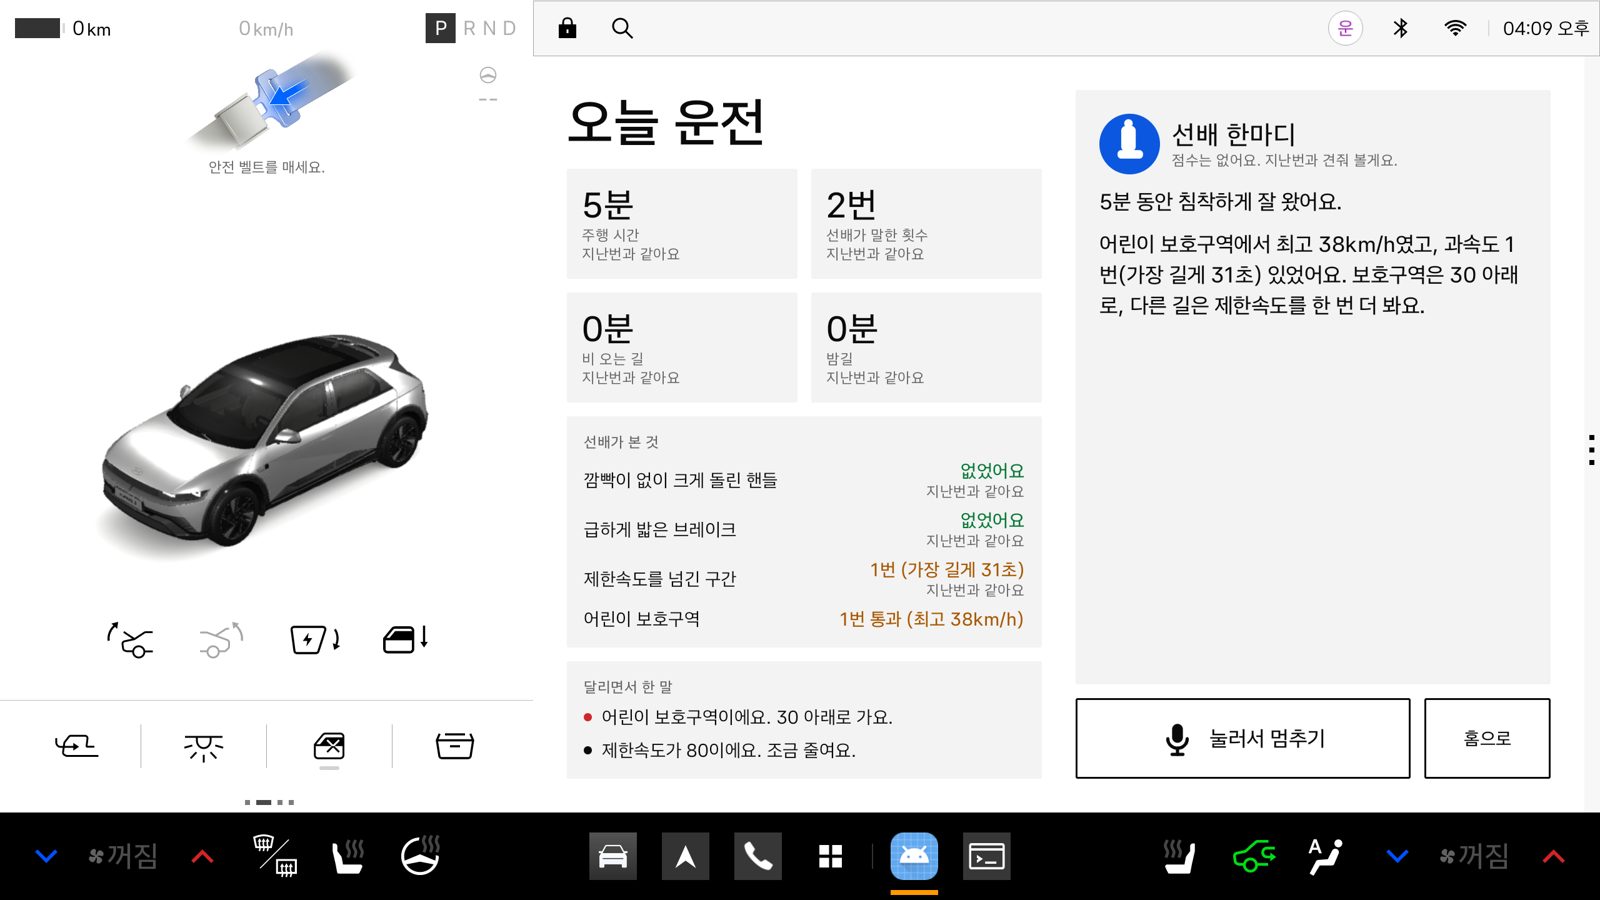 0km
0km/h
P R N D
운
04:09 오후
--
안전 벨트를 매세요.
오늘 운전
5분
주행 시간
지난번과 같아요
2번
선배가 말한 횟수
지난번과 같아요
0분
비 오는 길
지난번과 같아요
0분
밤길
지난번과 같아요
선배가 본 것
깜빡이 없이 크게 돌린 핸들
없었어요
지난번과 같아요
급하게 밟은 브레이크
없었어요
지난번과 같아요
제한속도를 넘긴 구간
1번 (가장 길게 31초)
지난번과 같아요
어린이 보호구역
1번 통과 (최고 38km/h)
달리면서 한 말
어린이 보호구역이에요. 30 아래로 가요.
제한속도가 80이에요. 조금 줄여요.
선배 한마디
점수는 없어요. 지난번과 견줘 볼게요.
5분 동안 침착하게 잘 왔어요.
어린이 보호구역에서 최고 38km/h였고, 과속도 1
번(가장 길게 31초) 있었어요. 보호구역은 30 아래
로, 다른 길은 제한속도를 한 번 더 봐요.
눌러서 멈추기
홈으로
꺼짐
A
꺼짐